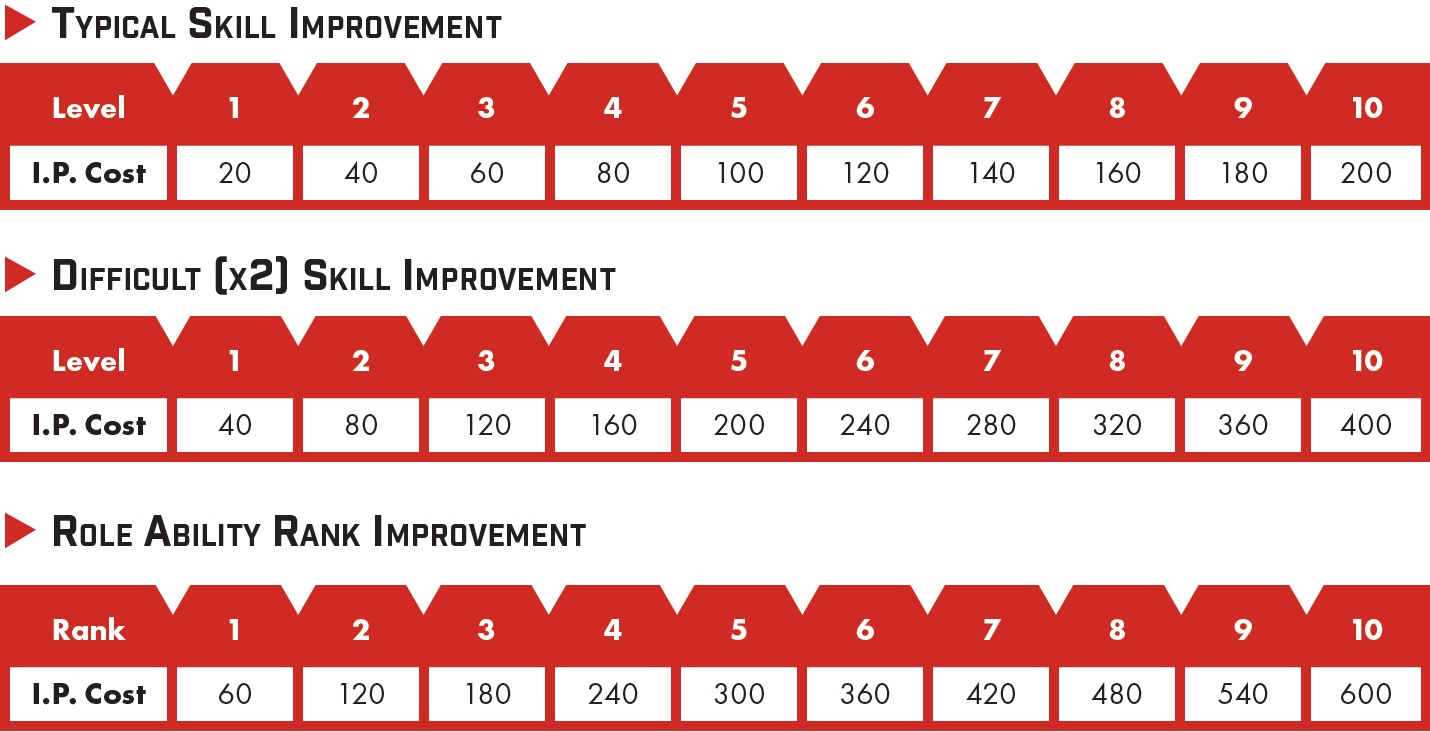 Typical Skill Improvement
Level 1 2 3 4 5 6 7 8 9 10
I.P. Cost 20 40 60 80 100 120 140 160 180 200
Difficult (x2) Skill Improvement
Level 1 2 3 4 5 6 7 8 9 10
I.P. Cost 40 80 120 160 200 240 280 320 360 400
Role Ability Rank Improvement
Rank 1 2 3 4 5 6 7 8 9 10
I.P. Cost 60 120 180 240 300 360 420 480 540 600